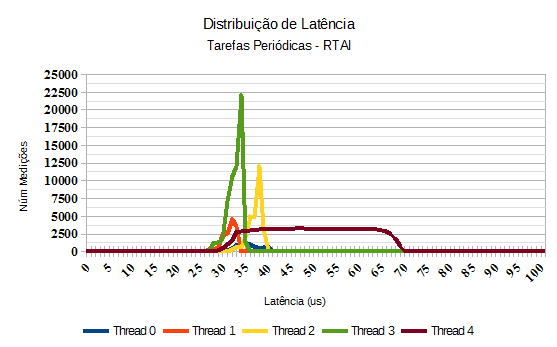 Distribuição de Latência
Tarefas Periódicas - RTAI
25000
22500
20000
17500
15000
12500
10000
7500
5000
2500
0
Núm Medições
0 5 10 15 20 25 30 35 40 45 50 55 60 65 70 75 80 85 90 95 100
Latência (us)
Thread 0 Thread 1 Thread 2 Thread 3 Thread 4